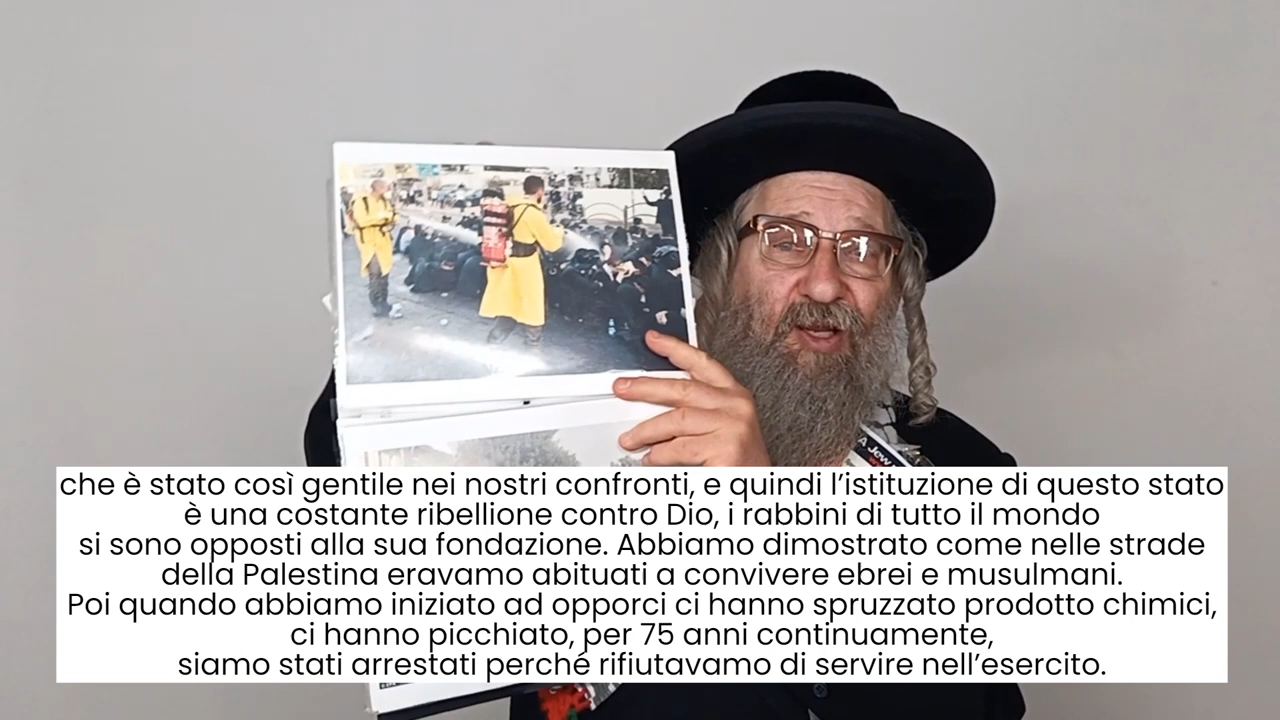 A Jew
che è stato così gentile nei nostri confronti, e quindi l'istituzione di questo stato
è una costante ribellione contro Dio, i rabbini di tutto il mondo
si sono opposti alla sua fondazione. Abbiamo dimostrato come nelle strade
della Palestina eravamo abituati a convivere ebrei e musulmani.
Poi quando abbiamo iniziato ad opporci ci hanno spruzzato prodotto chimici,
ci hanno picchiato, per 75 anni continuamente,
siamo stati arrestati perché rifiutavamo di servire nell'esercito.